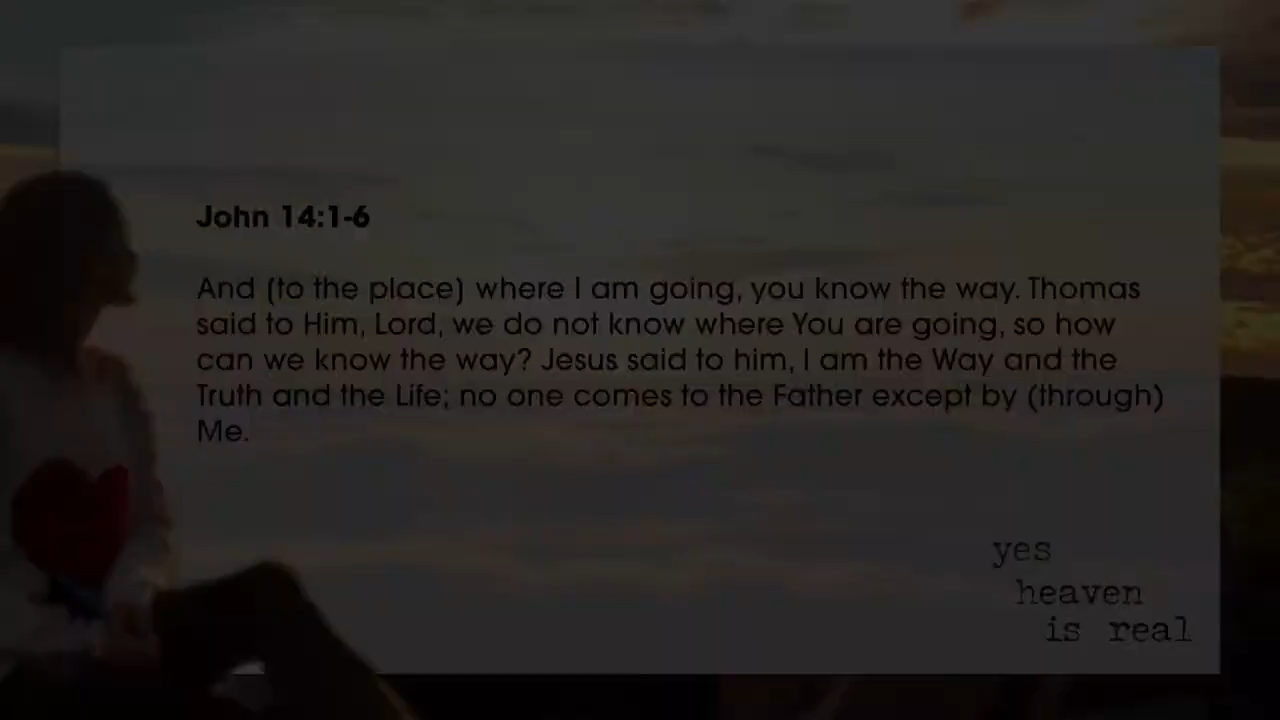 John 14:1-6
And (to the place) where I am going, you know the way. Thomas
said to Him, Lord, we do not know where You are going, so how
can we know the way? Jesus said to him, I am the Way and the
Truth and the Life; no one comes to the Father except by (through)
Me.
yes
heaven
is real